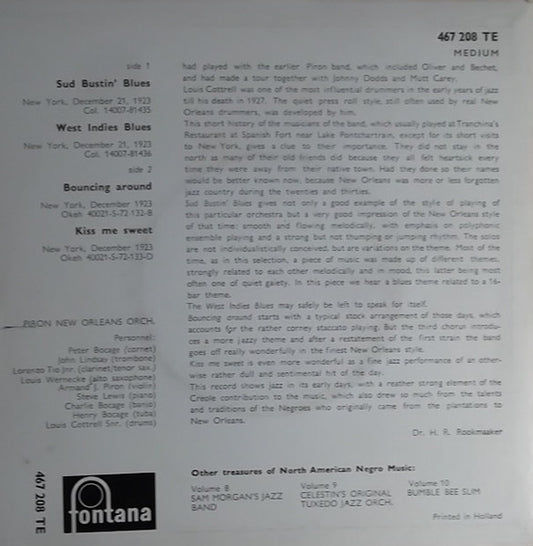 467 208 TE
MEDIUM
side 1
Sud Bustin' Blues
New York, December 21, 1923
Col. 14007-81435
West Indies Blues
New York, December 21, 1923
Col. 14007-81436
side 2
Bouncing around
New York, December 1923
Okeh 40021-S-72-132-B
Kiss me sweet
New York, December 1923
Okeh 40021-S-72-133-D
PIRON NEW ORLEANS ORCH.
Personnel:
Peter Bocage (cornet)
John Lindsay (trombone)
Lorenzo Tio Jnr. (clarinet/tenor sax.)
Louis Wernecke (alto saxophone)
Armand J. Piron (violin)
Steve Lewis (piano)
Charlie Bocage (banjo)
Henry Bocage (tuba)
Louis Cottrell Snr. (drums)
had played with the earlier Piron band, which included Oliver and Bechet,
and had made a tour together with Johnny Dodds and Mutt Carey.
Louis Cottrell was one of the most influential drummers in the early years of jazz
till his death in 1927. The quiet press roll style, still often used by real New
Orleans drummers, was developed by him.
This short history of the musicians of the band, which usually played at Tranchina's
Restaurant at Spanish Fort near Lake Pontchartrain, except for its short visits
to New York, gives a clue to their importance. They did not stay in the
north as many of their old friends did because they all felt heartsick every
time they were away from their native town. Had they done so their names
would be better known now, because New Orleans was more or less forgotten
jazz country during the twenties and thirties.
Sud Bustin' Blues gives not only a good example of the style of playing of
this particular orchestra but a very good impression of the New Orleans style
of that time: smooth and flowing melodically, with emphasis on polyphonic
ensemble playing and a strong but not thumping or jumping rhythm. The solos
are not individualistically conceived, but are variations on the theme. Most of the
time, as in this selection, a piece of music was made up of different themes,
strongly related to each other melodically and in mood, this latter being most
often one of quiet gaiety. In this piece we hear a blues theme related to a 16-
bar theme.
The West Indies Blues may safely be left to speak for itself.
Bouncing around starts with a typical stock arrangement of those days, which
accounts for the rather corney staccato playing. But the third chorus introdu-
ces a more jazzy theme and after a restatement of the first strain the band
goes off really wonderfully in the finest New Orleans style.
Kiss me sweet is even more wonderful as a fine jazz performance of an other-
wise rather dull and sentimental hit of the day.
This record shows jazz in its early days, with a reather strong element of the
Creole contribution to the music, which also drew so much from the talents
and traditions of the Negroes who originally came from the plantations to
New Orleans.
Dr. H. R. Rookmaaker
Other treasures of North American Negro Music:
Volume 8
SAM MORGAN'S JAZZ
BAND
Volume 9
CELESTIN'S ORIGINAL
TUXEDO JAZZ ORCH.
Volume 10
BUMBLE BEE SLIM
467 208 TE
fontana
Printed in Holland